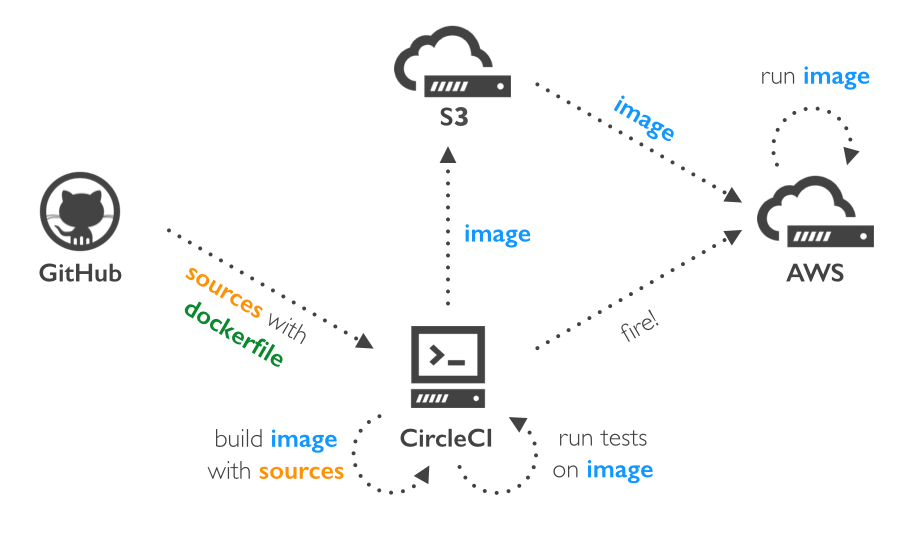 run image
S3
image
image
GitHub
AWS
sources with
dockerfile
fire!
CircleCI
build image
with sources
run tests
on image